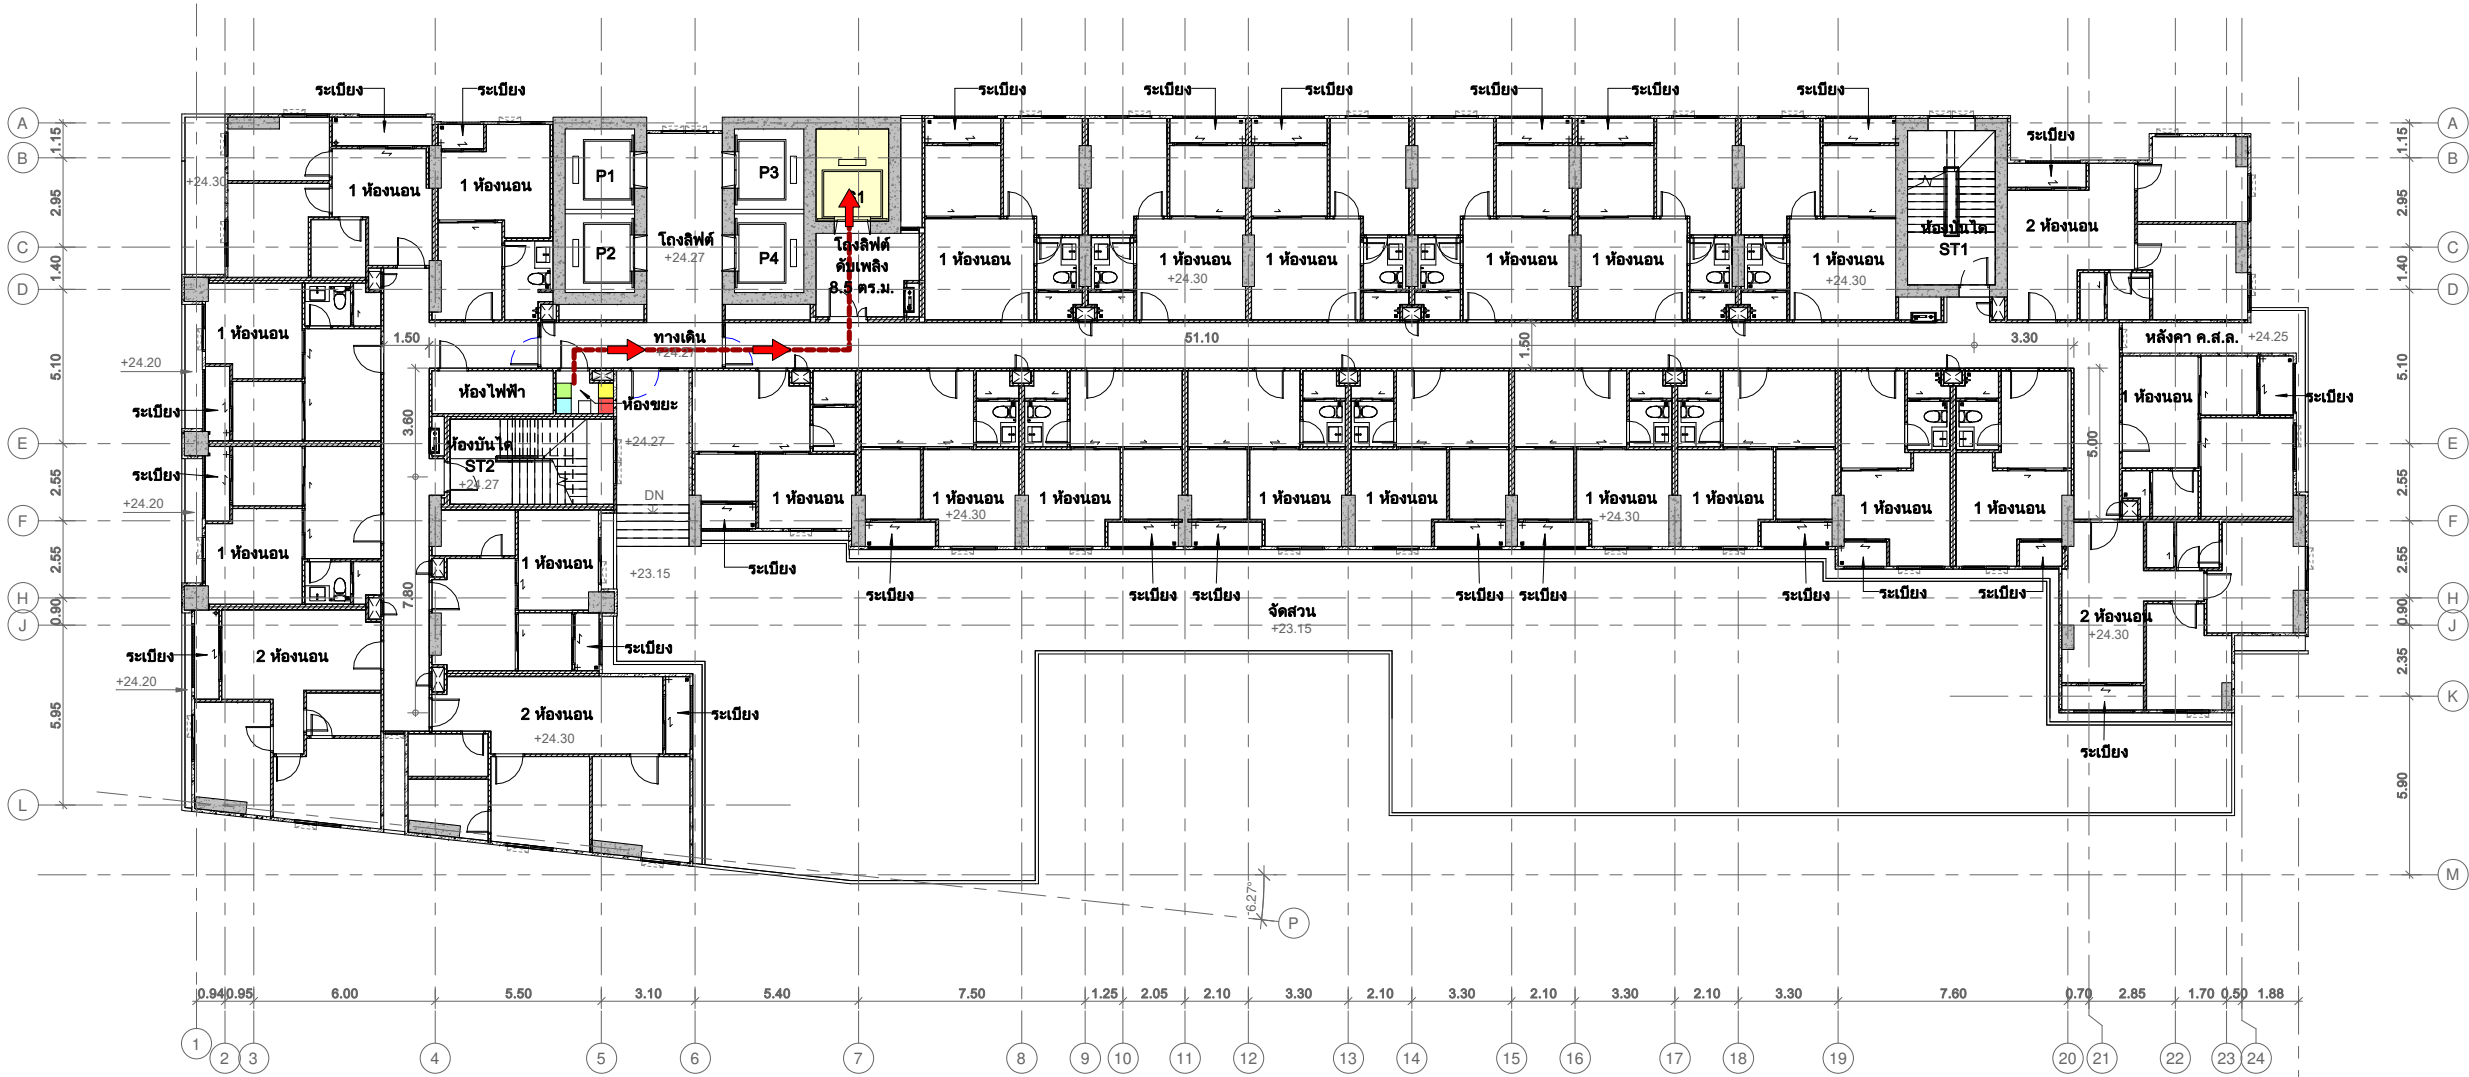 ระเบียง
ระเบียง
ระเบียง
ระเบียง
ระเบียง
ระเบียง
ระเบียง
ระเบียง
ระเบียง
A
A
B
B
1.15
1.15
+24.30
1 ห้องนอน
1 ห้องนอน
P1
P3
2.95
2.95
2 ห้องนอน
C
C
P2
โถงลิฟต์
+24.27
P4
โถงลิฟต์
ดับเพลิง
8.5 ตร.ม.
1 ห้องนอน
1 ห้องนอน
+24.30
1 ห้องนอน
1 ห้องนอน
1 ห้องนอน
1 ห้องนอน
+24.30
ห้องบันได
ST1
1.40
1.40
D
D
1 ห้องนอน
1.50
ทางเดิน
+24.27
51.10
1.50
3.30
หลังคา ค.ส.ล.
+24.25
+24.20
5.10
5.10
ห้องไฟฟ้า
ห้องขยะ
ระเบียง
1 ห้องนอน
ระเบียง
3.60
E
E
ห้องบันได
ST2
+24.27
+24.27
5.00
ระเบียง
2.55
2.55
DN
1 ห้องนอน
1 ห้องนอน
+24.30
1 ห้องนอน
1 ห้องนอน
1 ห้องนอน
+24.30
1 ห้องนอน
1 ห้องนอน
1 ห้องนอน
+24.20
F
F
1 ห้องนอน
1 ห้องนอน
+23.15
ระเบียง
2.55
2.55
7.80
H
H
ระเบียง
ระเบียง
ระเบียง
ระเบียง
ระเบียง
ระเบียง
ระเบียง
ระเบียง
จัดสวน
+23.15
0.90
0.90
J
J
2 ห้องนอน
+24.30
ระเบียง
2 ห้องนอน
ระเบียง
+24.20
2.35
K
2 ห้องนอน
+24.30
ระเบียง
ระเบียง
5.95
5.90
L
M
6.27°
P
0.94
0.95
6.00
5.50
3.10
5.40
7.50
1.25
2.05
2.10
3.30
2.10
3.30
2.10
3.30
2.10
3.30
7.60
0.70
2.85
1.70
0.50
1.88
1
2
3
4
5
6
7
8
9
10
11
12
13
14
15
16
17
18
19
20
21
22
23
24